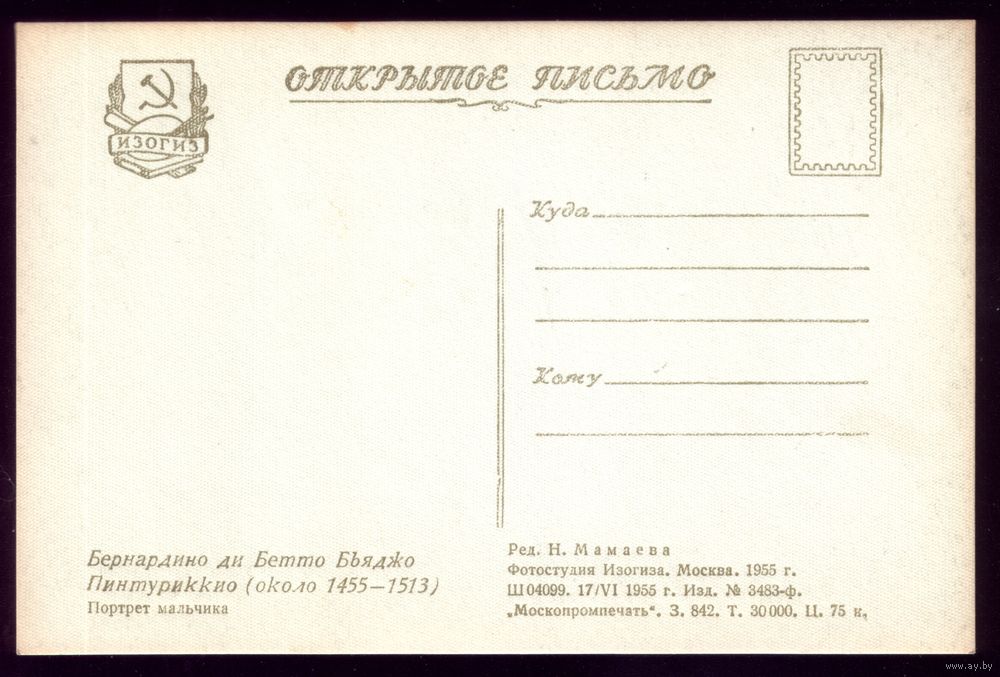 ОТКРЫТОЕ ПИСЬМО
ИЗОГИЗ
Куда
Кому
Бернардино ди Бетто Бьяджо
Пинтуриккио (около 1455—1513)
Портрет мальчика
Ред. Н. Мамаева
Фотостудия Изогиза. Москва. 1955 г.
Ш04099. 17/VI 1955 г. Изд. № 3483-ф.
„Москопромпечать“. З. 842. Т. 30 000. Ц. 75 к.
www.ay.by